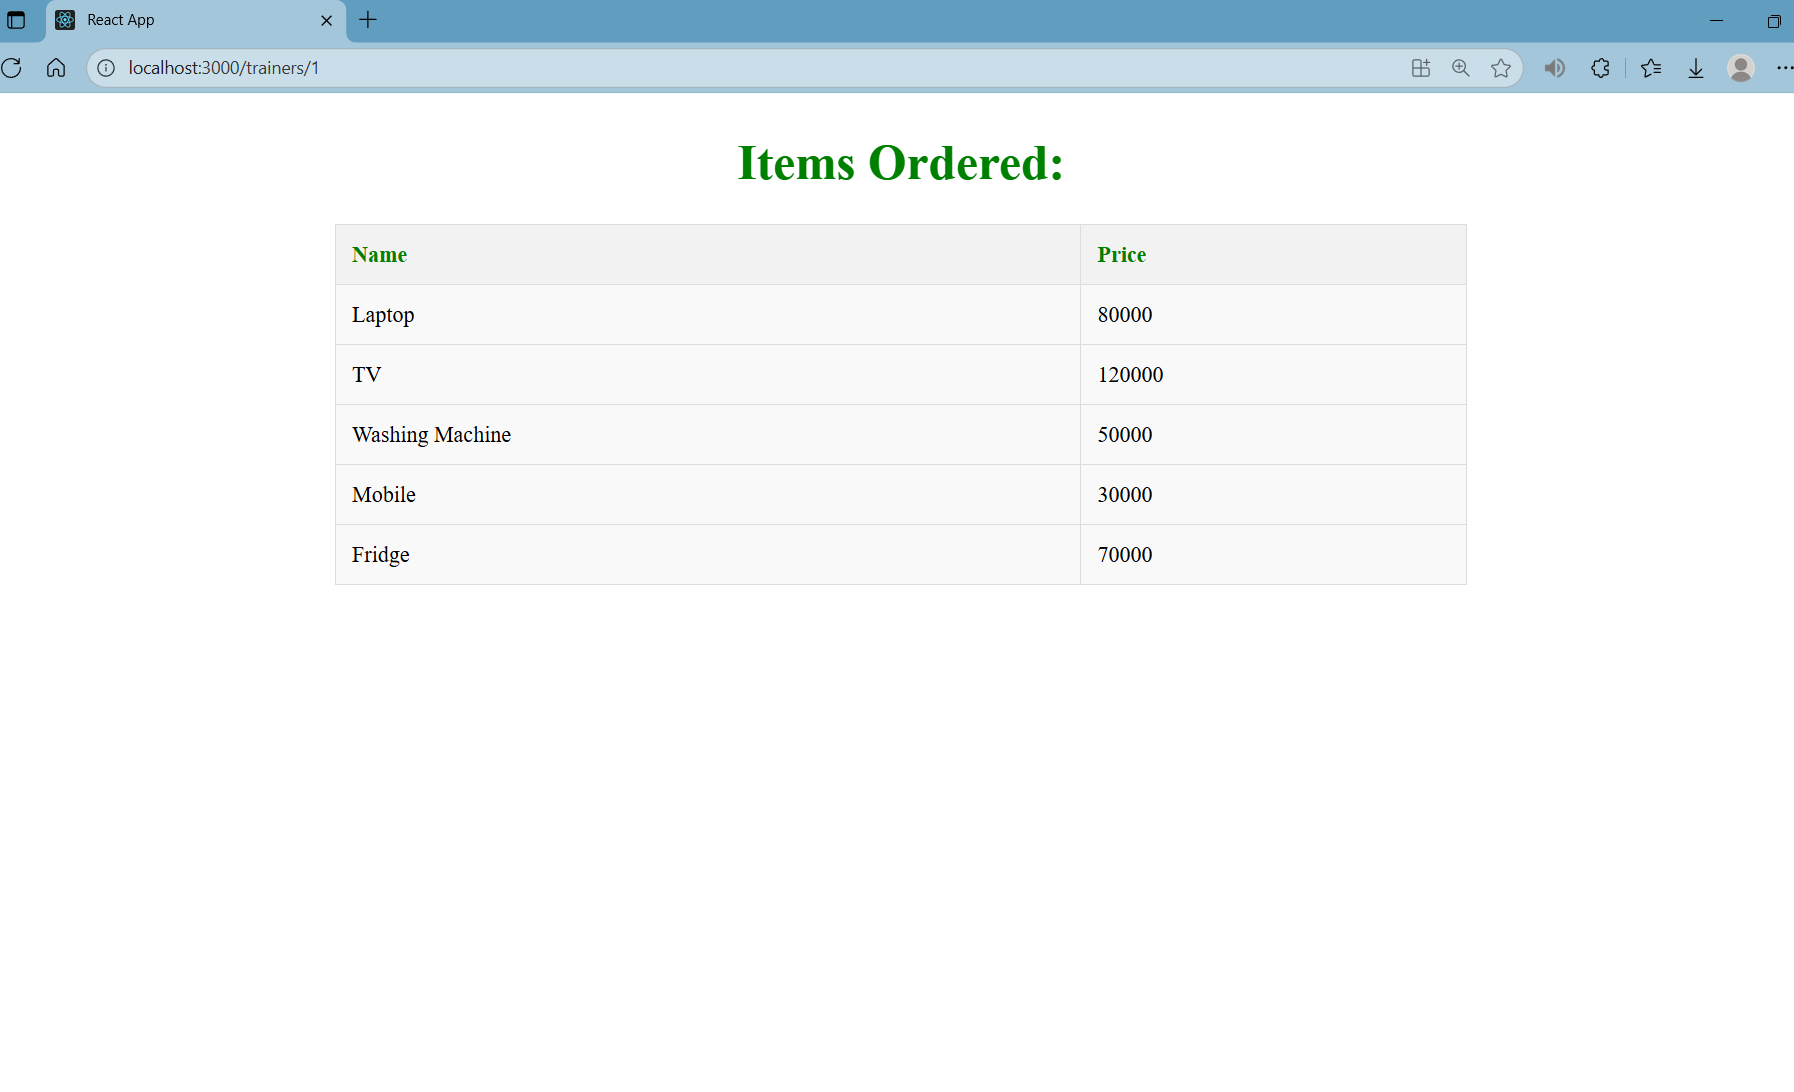 React App
localhost:3000/trainers/1
Items Ordered:
Name Price
Laptop 80000
TV 120000
Washing Machine 50000
Mobile 30000
Fridge 70000